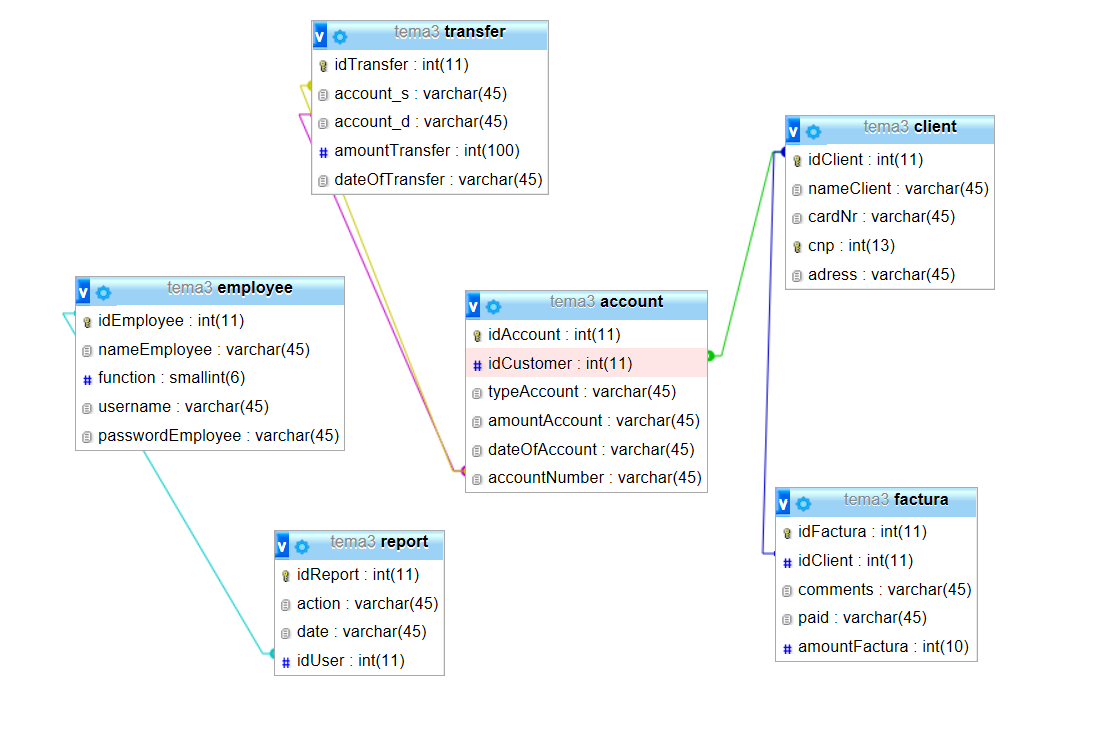 tema3 transfer
idTransfer : int(11)
account_s : varchar(45)
account_d : varchar(45)
# amountTransfer : int(100)
dateOfTransfer : varchar(45)
v tema3 client
idClient : int(11)
nameClient : varchar(45)
cardNr : varchar(45)
cnp : int(13)
adress : varchar(45)
v tema3 employee
idEmployee : int(11)
nameEmployee : varchar(45)
# function : smallint(6)
username : varchar(45)
passwordEmployee : varchar(45)
v tema3 account
idAccount : int(11)
# idCustomer : int(11)
typeAccount : varchar(45)
amountAccount : varchar(45)
dateOfAccount : varchar(45)
accountNumber : varchar(45)
v tema3 report
idReport : int(11)
action : varchar(45)
date : varchar(45)
# idUser : int(11)
v tema3 factura
idFactura : int(11)
# idClient : int(11)
comments : varchar(45)
paid : varchar(45)
# amountFactura : int(10)